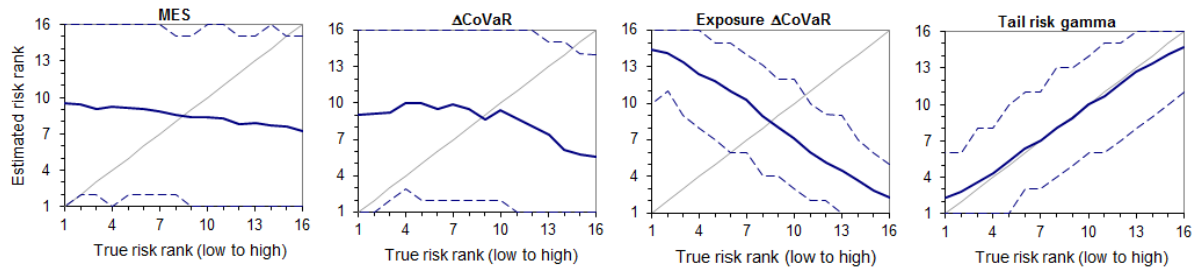 MES
ΔCoVaR
Exposure ΔCoVaR
Tail risk gamma
Estimated risk rank
16
13
10
7
4
1
1 4 7 10 13 16
True risk rank (low to high)
16
13
10
7
4
1
1 4 7 10 13 16
True risk rank (low to high)
16
13
10
7
4
1
1 4 7 10 13 16
True risk rank (low to high)
16
13
10
7
4
1
1 4 7 10 13 16
True risk rank (low to high)